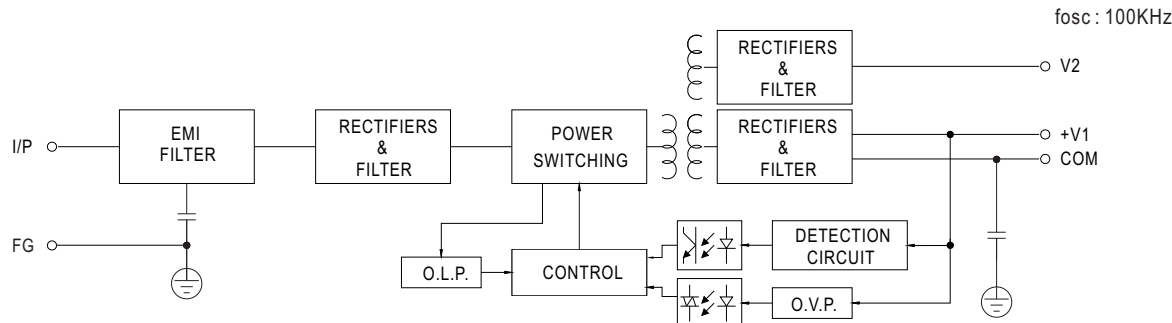 fosc : 100KHz
RECTIFIERS
&
FILTER
V2
I/P
EMI
FILTER
RECTIFIERS
&
FILTER
POWER
SWITCHING
RECTIFIERS
&
FILTER
+V1
COM
FG
O.L.P.
CONTROL
DETECTION
CIRCUIT
O.V.P.